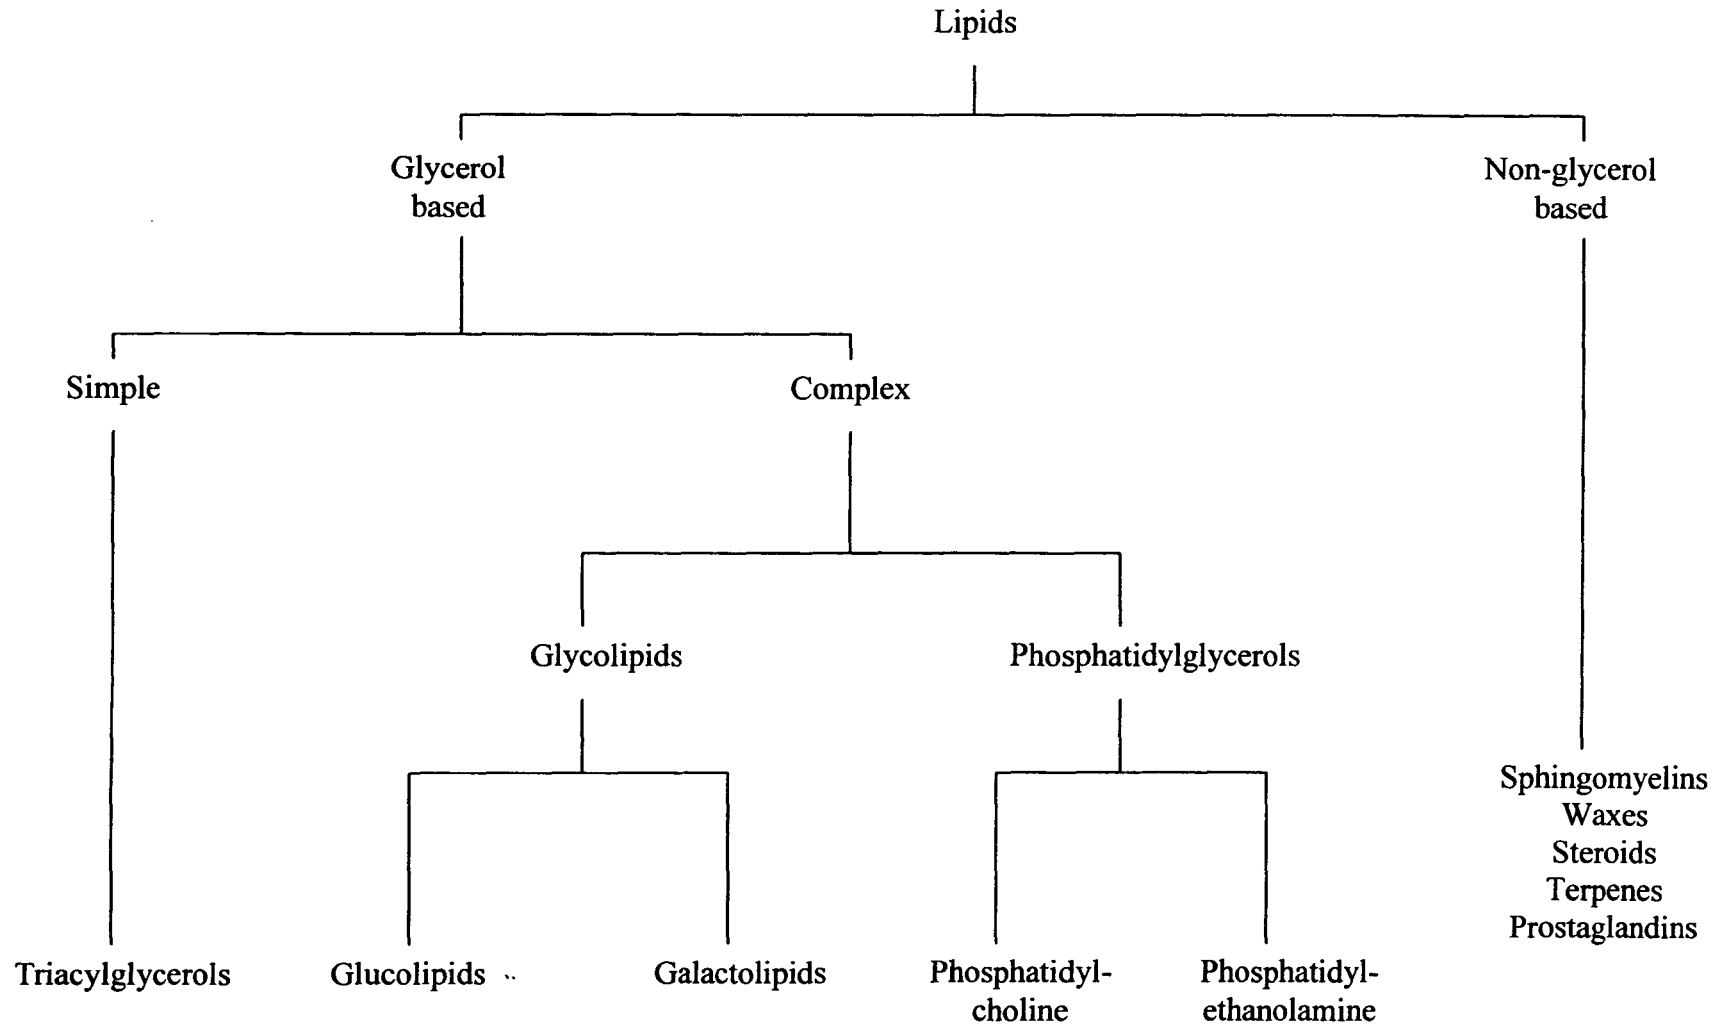 Lipids
Glycerol
based
Non-glycerol
based
Simple
Complex
Glycolipids
Phosphatidylglycerols
Sphingomyelins
Waxes
Steroids
Terpenes
Prostaglandins
Triacylglycerols
Glucolipids
Galactolipids
Phosphatidyl-
choline
Phosphatidyl-
ethanolamine